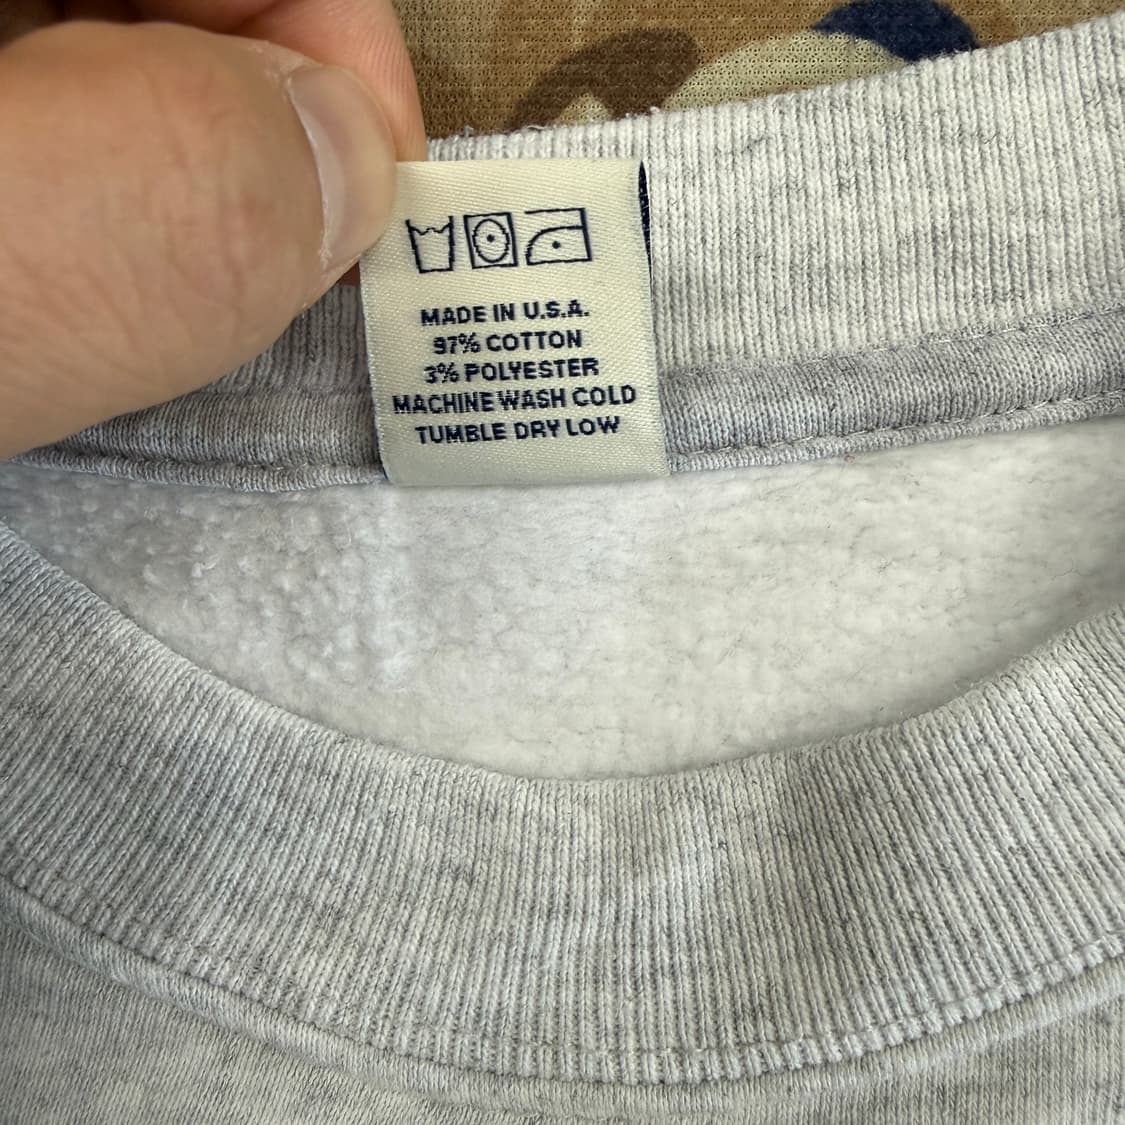 MADE IN U.S.A.
97% COTTON
3% POLYESTER
MACHINE WASH COLD
TUMBLE DRY LOW